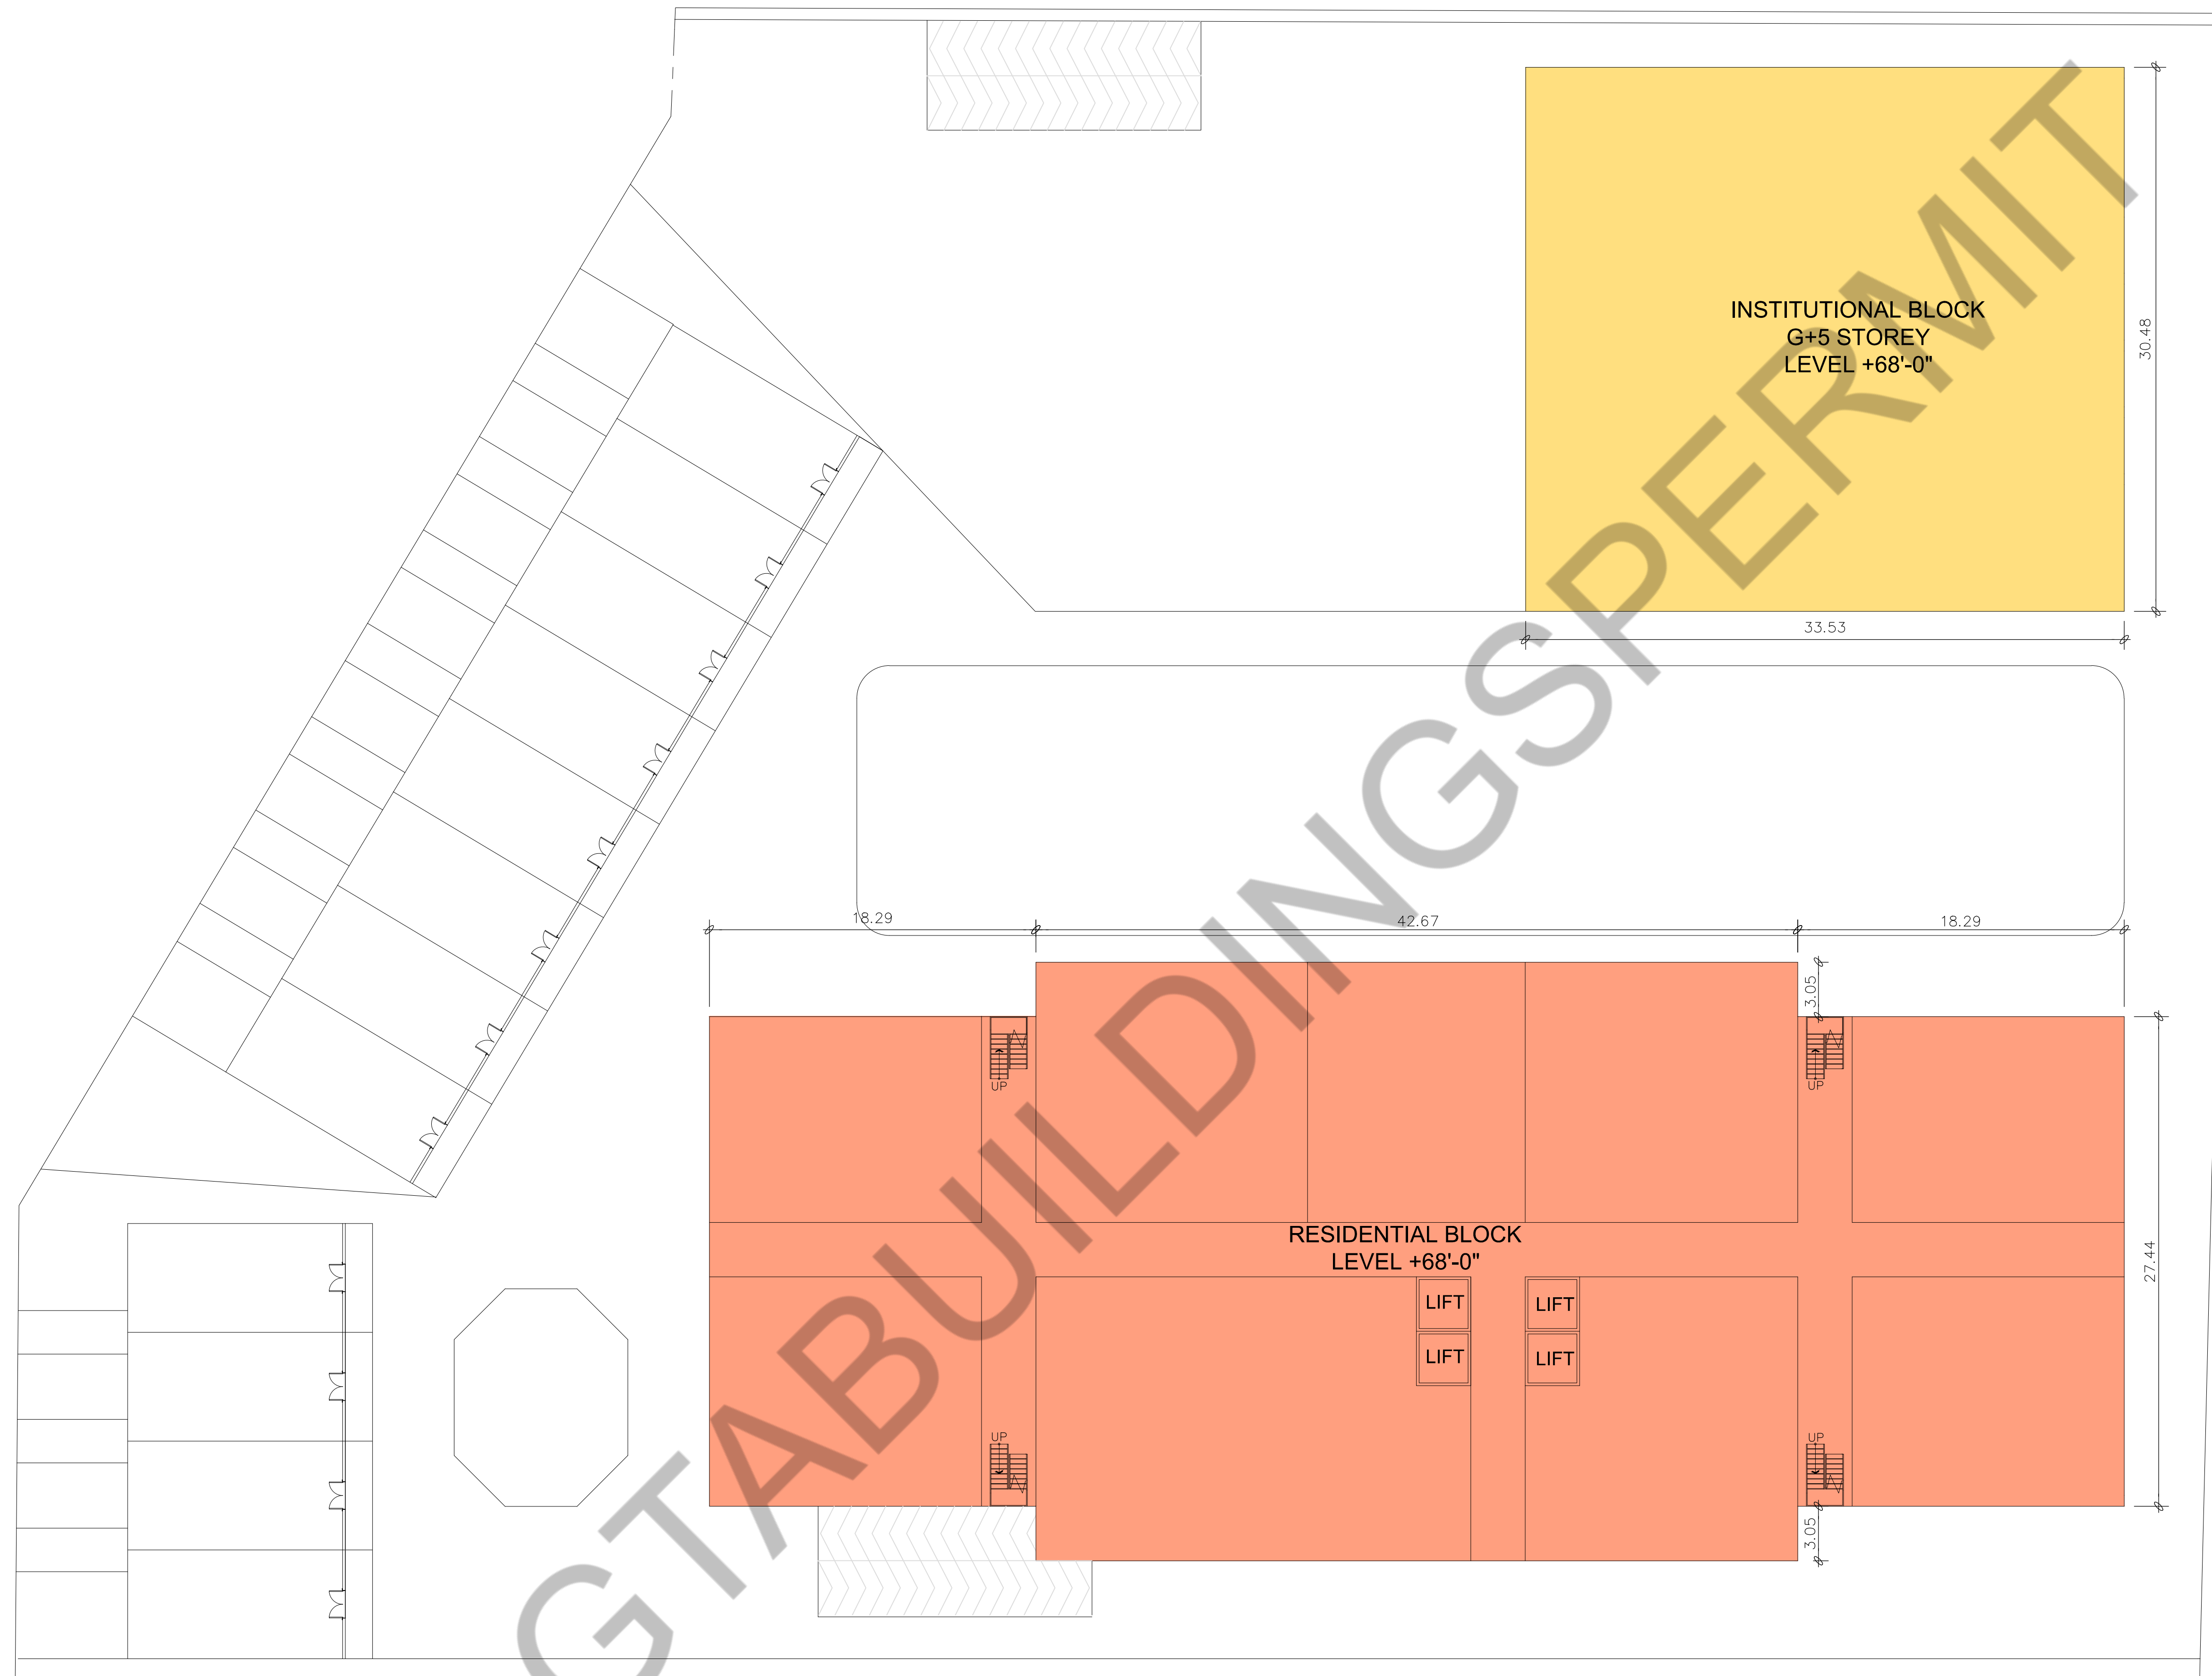 INSTITUTIONAL BLOCK
G+5 STOREY
LEVEL +68'-0"
30.48
33.53
18.29
42.67
18.29
3.05
UP
UP
RESIDENTIAL BLOCK
LEVEL +68'-0"
27.44
LIFT
LIFT
LIFT
LIFT
UP
UP
3.05
GTABUILDINGSPERMIT